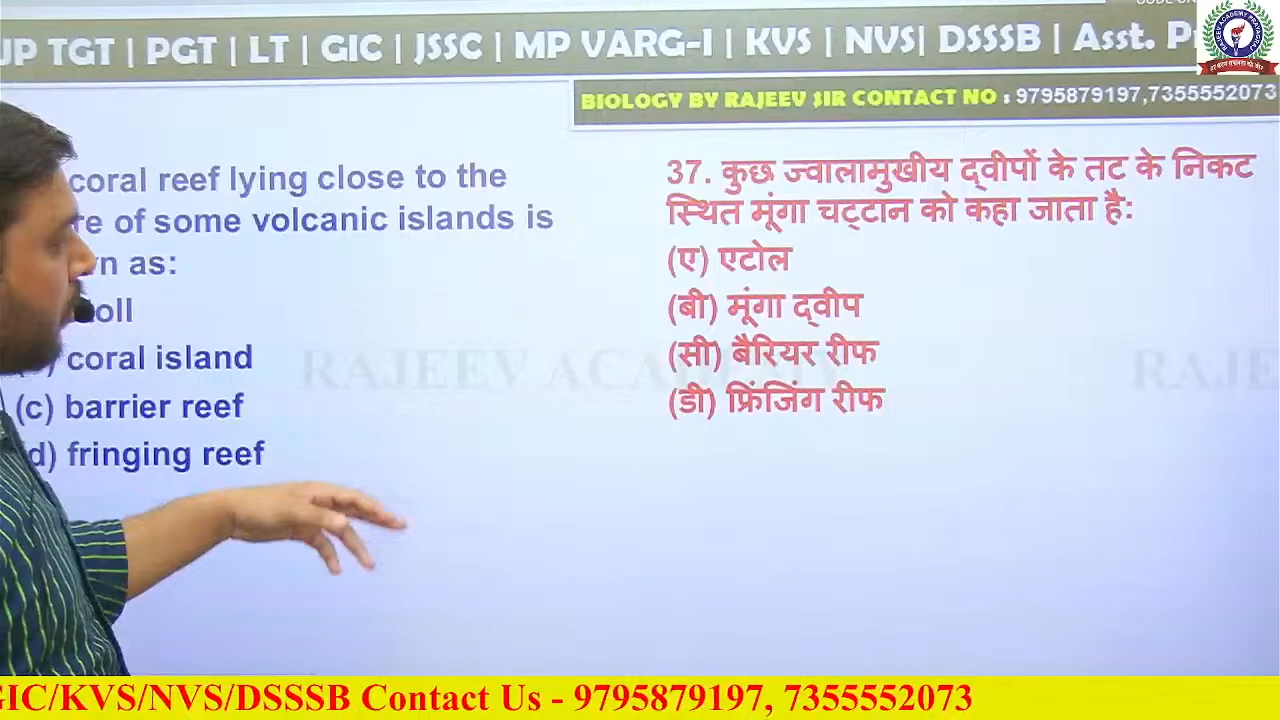 UP TGT | PGT | LT | GIC | JSSC | MP VARG-I | KVS | NVS| DSSSB | Asst.
BIOLOGY BY RAJEEV SIR CONTACT NO : 9795879197,7355552073
coral reef lying close to the
of some volcanic islands is
as:
coral island
(c) barrier reef
d) fringing reef
37. कुछ ज्वालामुखीय द्वीपों के तट के निकट
स्थित मूंगा चट्टान को कहा जाता है:
(ए) एटोल
(बी) मूंगा द्वीप
(सी) बैरियर रीफ
(डी) फ्रिंजिंग रीफ
RAJEEV ACADEMY
GIC/KVS/NVS/DSSSB Contact Us - 9795879197, 7355552073